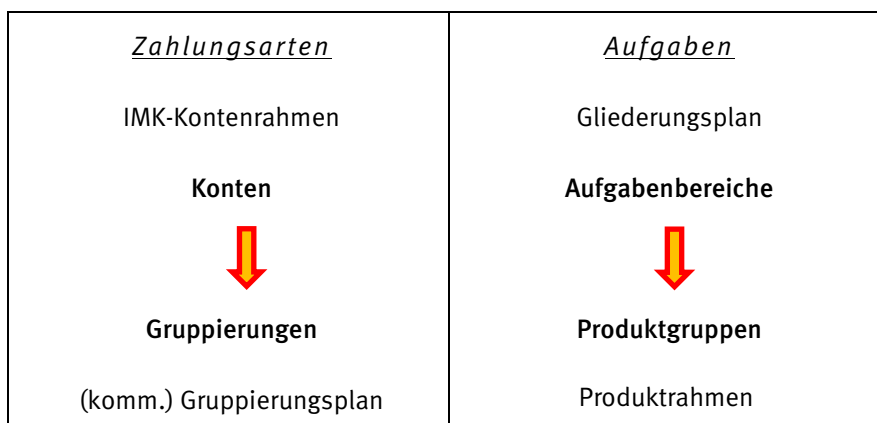 Zahlungsarten
IMK-Kontenrahmen
Konten
Gruppierungen
(komm.) Gruppierungsplan
Aufgaben
Gliederungsplan
Aufgabenbereiche
Produktgruppen
Produktrahmen